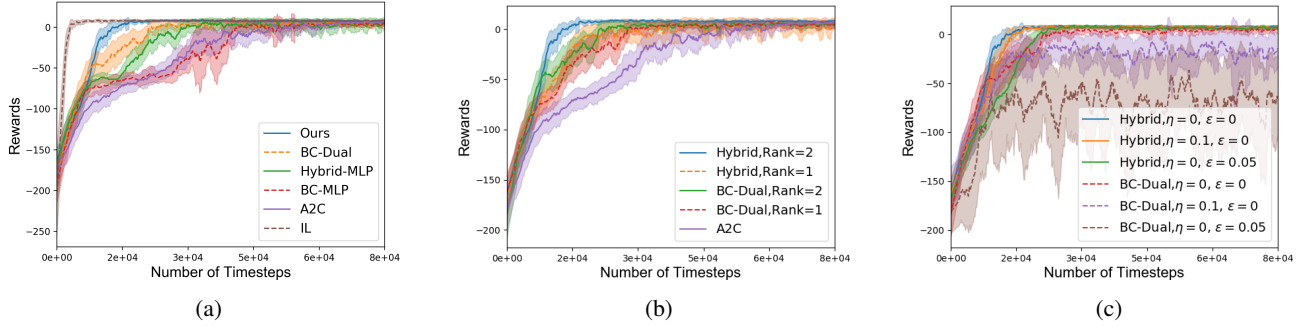 0
−50
−100
−150
−200
−250
Rewards
Ours
BC-Dual
Hybrid-MLP
BC-MLP
A2C
IL
0e+00 2e+04 4e+04 6e+04 8e+04
Number of Timesteps
(a)
0
−50
−100
−150
−200
Rewards
Hybrid,Rank=2
Hybrid,Rank=1
BC-Dual,Rank=2
BC-Dual,Rank=1
A2C
0e+00 2e+04 3e+04 5e+04 6e+04 8e+04
Number of Timesteps
(b)
0
−50
−100
−150
−200
Rewards
Hybrid,η = 0, ε = 0
Hybrid,η = 0.1, ε = 0
Hybrid,η = 0, ε = 0.05
BC-Dual,η = 0, ε = 0
BC-Dual,η = 0.1, ε = 0
BC-Dual,η = 0, ε = 0.05
0e+00 2e+04 3e+04 5e+04 6e+04 8e+04
Number of Timesteps
(c)